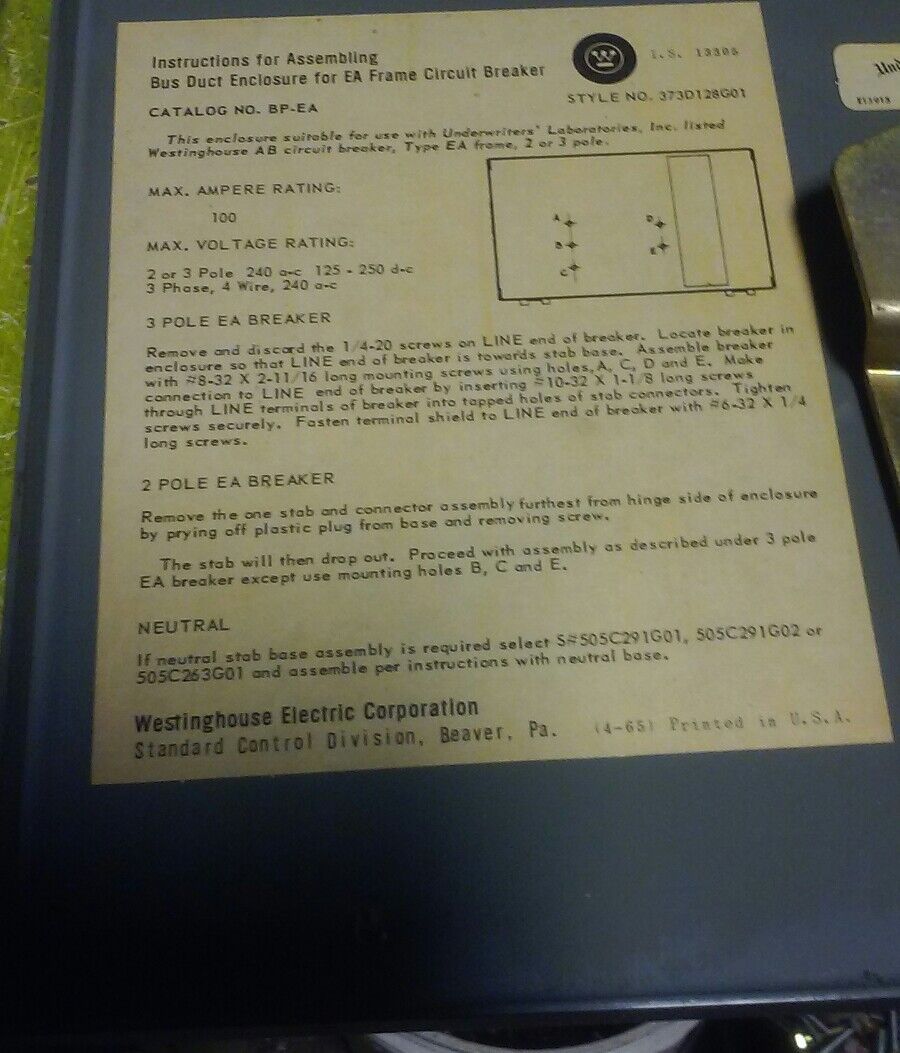 Instructions for Assembling
Bus Duct Enclosure for EA Frame Circuit Breaker
I.S. 13305
CATALOG NO. BP-EA
STYLE NO. 373D128G01
This enclosure suitable for use with Underwriters' Laboratories, Inc. listed
Westinghouse AB circuit breaker, Type EA frame, 2 or 3 pole.
MAX. AMPERE RATING:
100
MAX. VOLTAGE RATING:
2 or 3 Pole 240 a-c 125 - 250 d-c
3 Phase, 4 Wire, 240 a-c
A
B
C
D
E
3 POLE EA BREAKER
Remove and discard the 1/4-20 screws on LINE end of breaker. Locate breaker in
enclosure so that LINE end of breaker is towards stab base. Assemble breaker
with #8-32 X 2-11/16 long mounting screws using holes, A, C, D and E. Make
connection to LINE end of breaker by inserting #10-32 X 1-1/8 long screws
through LINE terminals of breaker into tapped holes of stab connectors. Tighten
screws securely. Fasten terminal shield to LINE end of breaker with #6-32 X 1/4
long screws.
2 POLE EA BREAKER
Remove the one stab and connector assembly furthest from hinge side of enclosure
by prying off plastic plug from base and removing screw.
The stab will then drop out. Proceed with assembly as described under 3 pole
EA breaker except use mounting holes B, C and E.
NEUTRAL
If neutral stab base assembly is required select S#505C291G01, 505C291G02 or
505C263G01 and assemble per instructions with neutral base.
Westinghouse Electric Corporation
Standard Control Division, Beaver, Pa. (4-65) Printed in U.S.A.